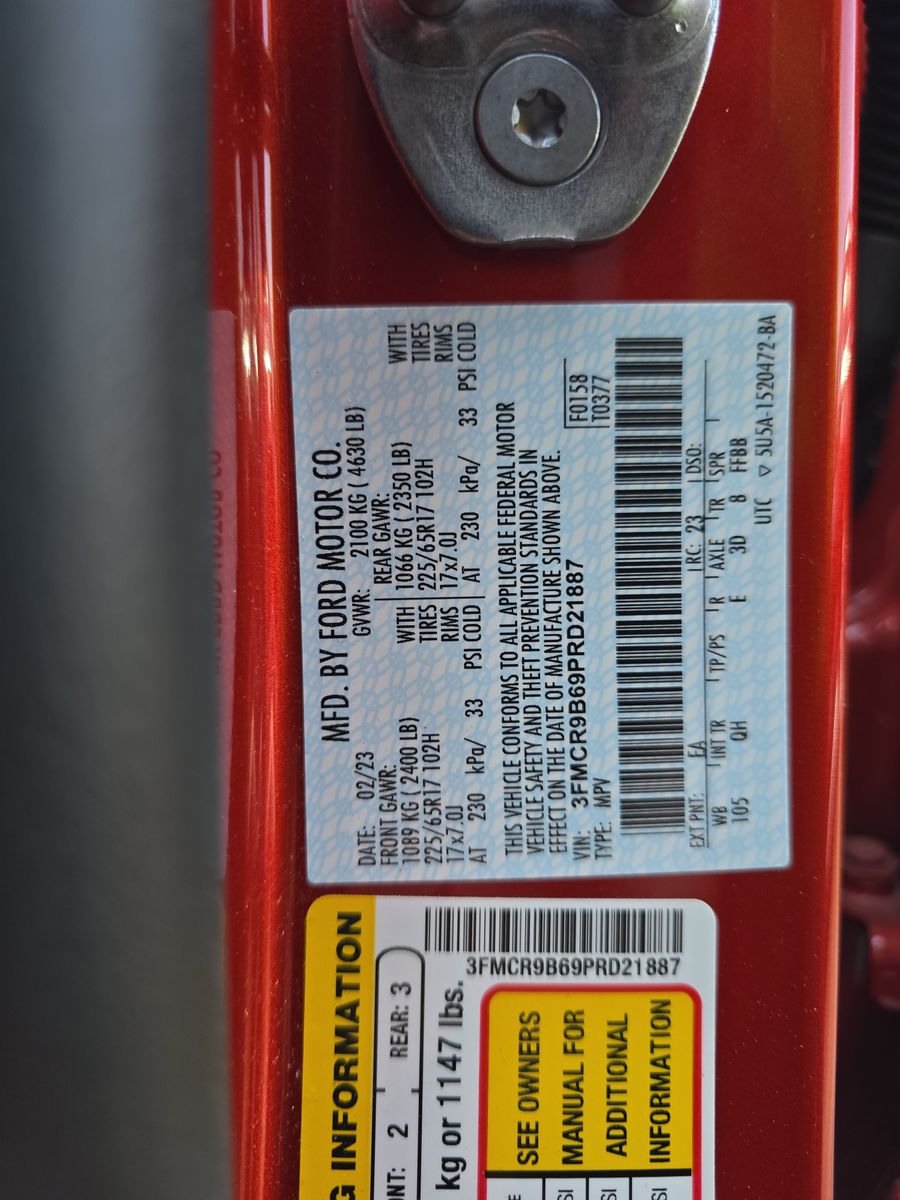 MFD. BY FORD MOTOR CO.
DATE: 02/23 GVWR: 2100 KG ( 4630 LB)
FRONT GAWR: REAR GAWR:
1089 KG ( 2400 LB) WITH 1066 KG ( 2350 LB) WITH
225/65R17 102H TIRES 225/65R17 102H TIRES
17x7.0J RIMS 17x7.0J RIMS
AT 230 kPa/ 33 PSI COLD AT 230 kPa/ 33 PSI COLD
THIS VEHICLE CONFORMS TO ALL APPLICABLE FEDERAL MOTOR
VEHICLE SAFETY AND THEFT PREVENTION STANDARDS IN
EFFECT ON THE DATE OF MANUFACTURE SHOWN ABOVE.
VIN: 3FMCR9B69PRD21887 F0158
TYPE: MPV T0377
EXT PNT: EA RC: 23 DSO:
WB INT TR TP/PS R AXLE TR SPR
105 QH E 3D 8 FFBB
UTC ▽ 5U5A-1520472-BA
G INFORMATION
NT: 2 REAR: 3
kg or 1147 lbs.
3FMCR9B69PRD21887
SEE OWNERS
MANUAL FOR
ADDITIONAL
INFORMATION